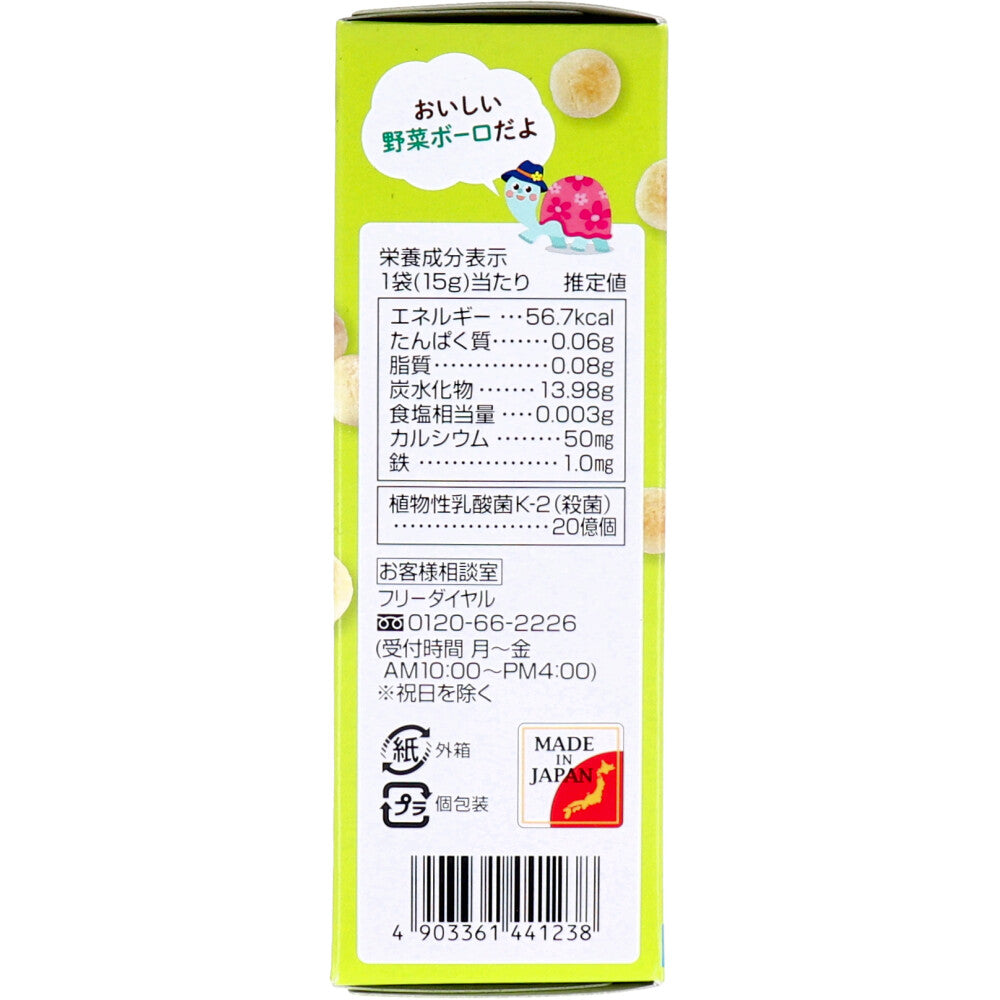 おいしい
野菜ボーロだよ
栄養成分表示
1袋(15g)当たり 推定値
エネルギー …56.7kcal
たんぱく質………0.06g
脂質……………0.08g
炭水化物………13.98g
食塩相当量 ‥‥0.003g
カルシウム ………50mg
鉄 ………………1.0mg
植物性乳酸菌K-2(殺菌)
…………………20億個
お客様相談室
フリーダイヤル
0120-66-2226
(受付時間 月～金
AM10:00～PM4:00)
※祝日を除く
紙 外箱
プラ 個包装
MADE
IN
JAPAN
4 903361 441238